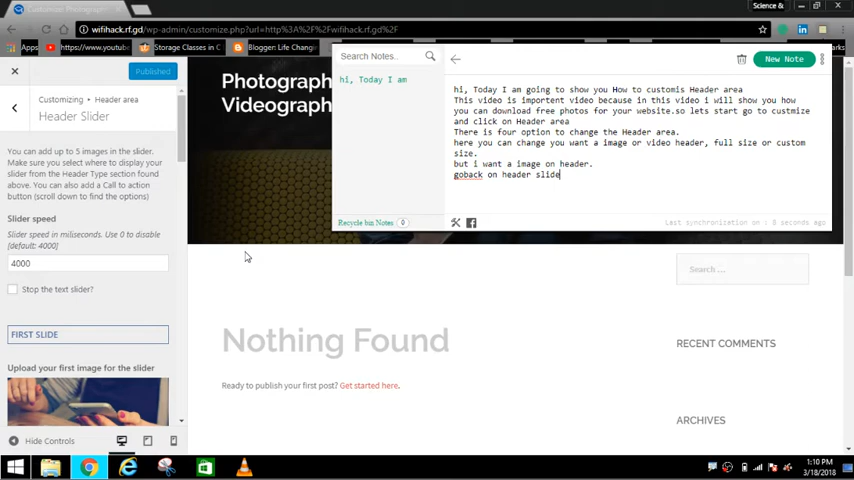 Science &
wifihack.rf.gd/wp-admin/customize.php?url=http%3A%2F%2Fwifihack.rf.gd%2F
Apps
https://www.youtub
Storage Classes in C
Blogger Life Chang
Published
Customizing • Header area
Header Slider
You can add up to 5 images in the slider.
Make sure you select where to display your
slider from the Header Type section found
above. You can also add a Call to action
button (scroll down to find the options)
Slider speed
Slider speed in miliseconds. Use 0 to disable
[default: 4000]
4000
Stop the text slider?
FIRST SLIDE
Upload your first image for the slider
Hide Controls
Photograph
Videograph
Search Notes..
hi, Today I am
Recycle bin Notes 0
New Note
hi, Today I am going to show you How to customis Header area
This video is importent video because in this video i will show you how
you can download free photos for your website.so lets start go to custmize
and click on Header area
There is four option to change the Header area.
here you can change you want a image or video header, full size or custom
size.
but i want a image on header.
goback on header slide
Last synchronization on : 8 seconds ago
Search …
Nothing Found
Ready to publish your first post? Get started here.
RECENT COMMENTS
ARCHIVES
1:10 PM
3/18/2018